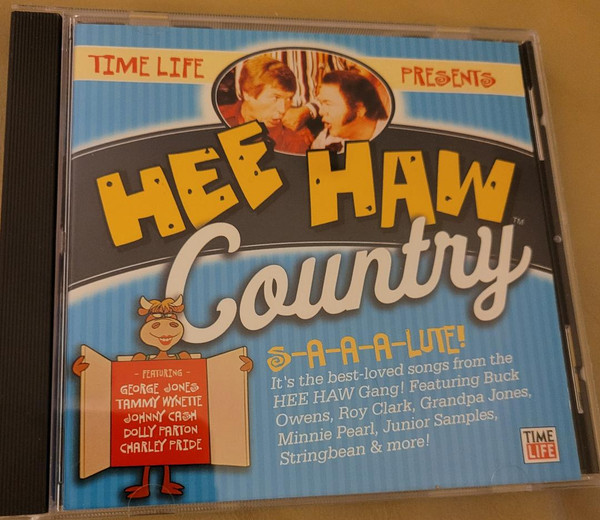 TIME LIFE PRESENTS
HEE HAW
TM
Country
S-A-A-A-LUTE!
It's the best-loved songs from the
HEE HAW Gang! Featuring Buck
Owens, Roy Clark, Grandpa Jones,
Minnie Pearl, Junior Samples,
Stringbean & more!
- FEATURING -
GEORGE JONES
TAMMY WYNETTE
JOHNNY CASH
DOLLY PARTON
CHARLEY PRIDE
TIME
LIFE